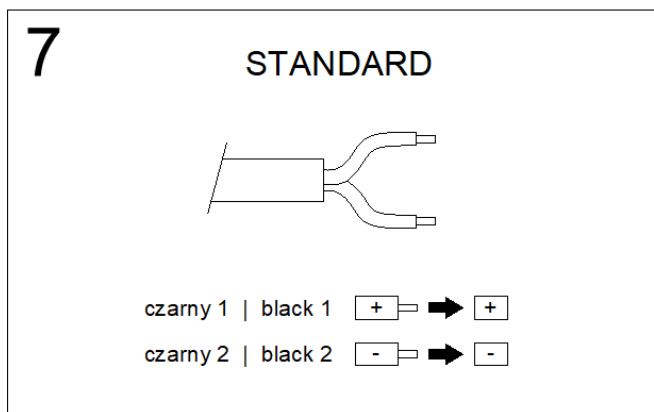 7
STANDARD
czarny 1 | black 1 + +
czarny 2 | black 2 - -